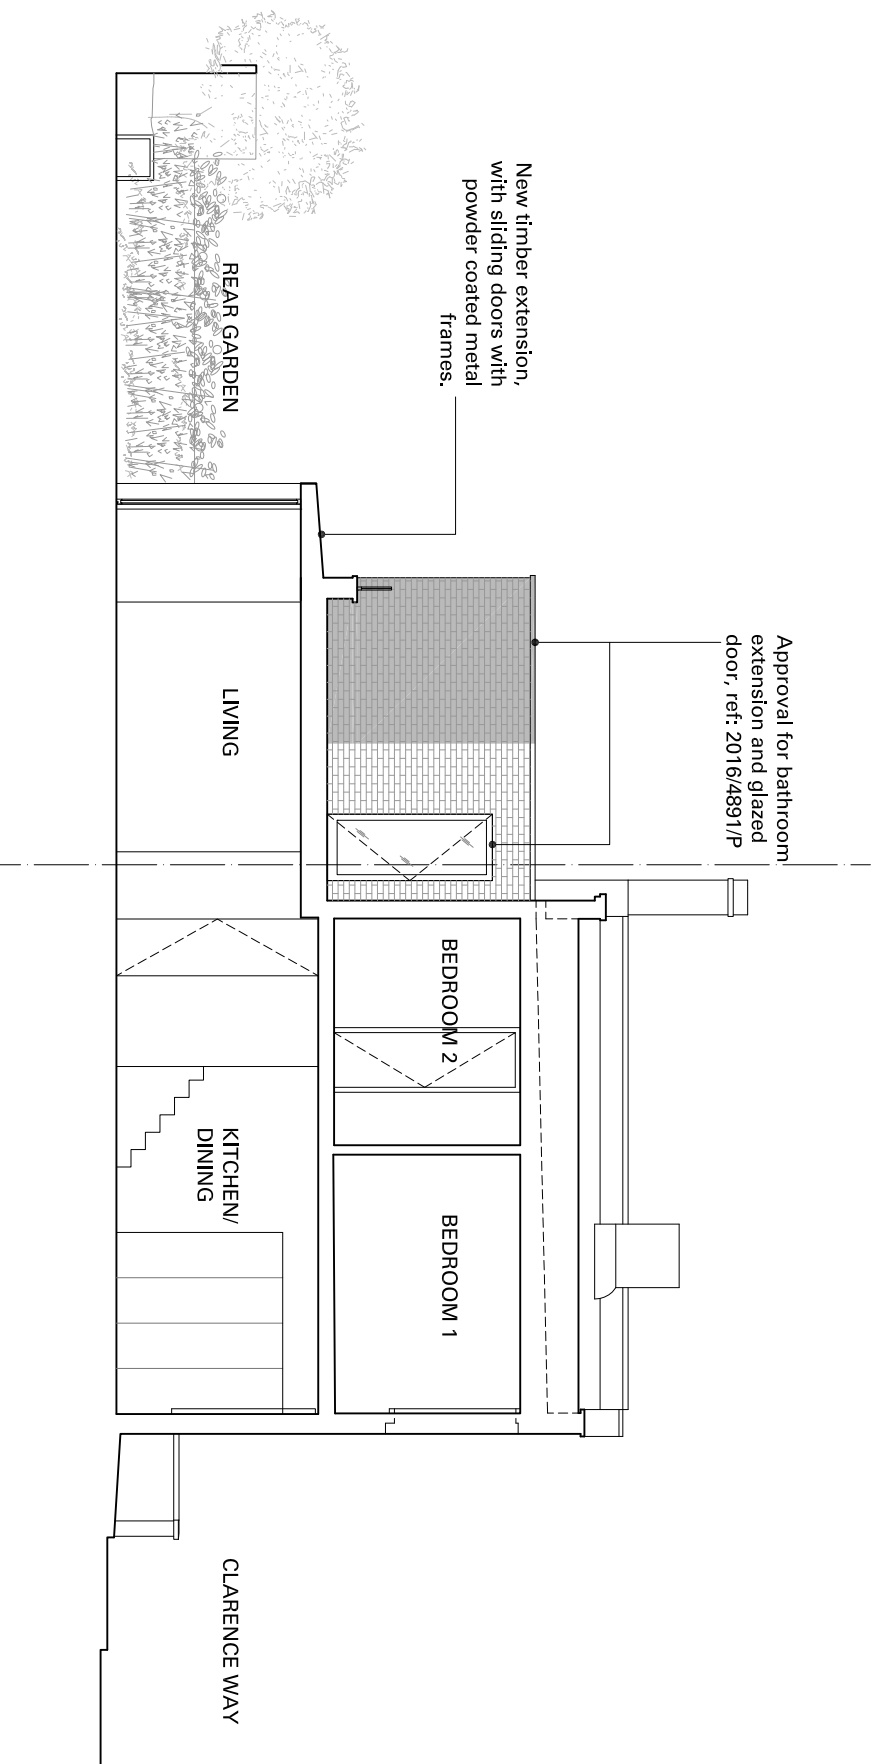 New timber extension,
with sliding doors with
powder coated metal
frames.
Approval for bathroom
extension and glazed
door, ref: 2016/4891/P
REAR GARDEN
LIVING
BEDROOM 2
KITCHEN/
DINING
BEDROOM 1
CLARENCE WAY